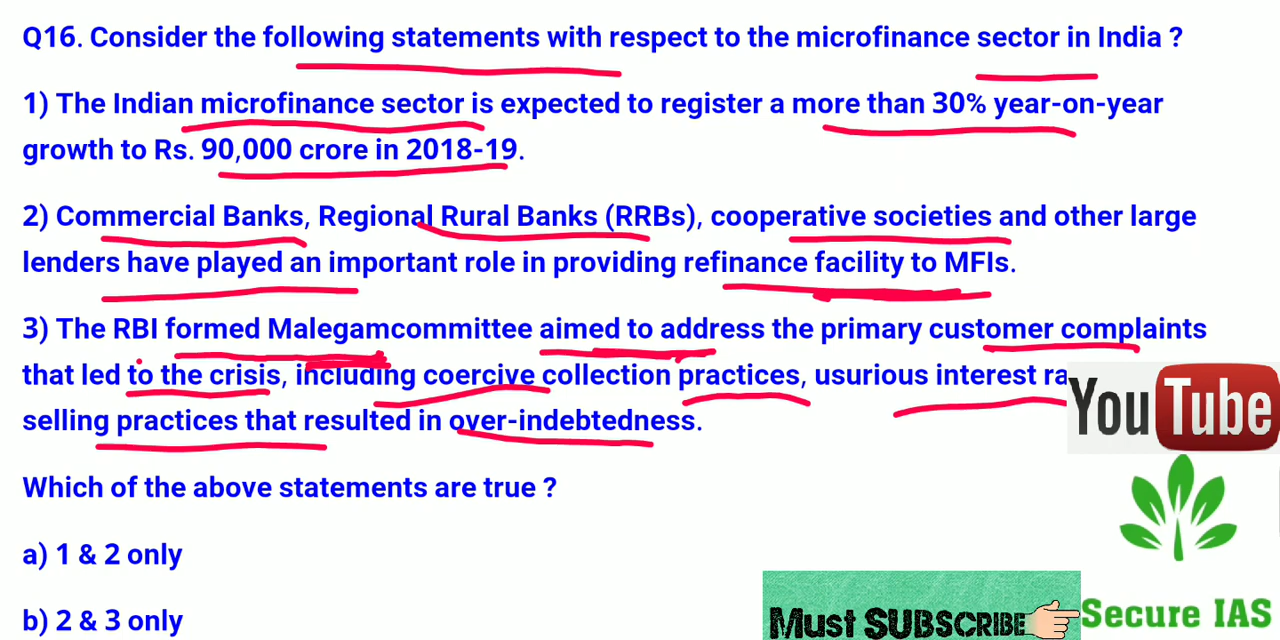 Q16. Consider the following statements with respect to the microfinance sector in India ?
1) The Indian microfinance sector is expected to register a more than 30% year-on-year
growth to Rs. 90,000 crore in 2018-19.
2) Commercial Banks, Regional Rural Banks (RRBs), cooperative societies and other large
lenders have played an important role in providing refinance facility to MFIs.
3) The RBI formed Malegamcommittee aimed to address the primary customer complaints
that led to the crisis, including coercive collection practices, usurious interest
selling practices that resulted in over-indebtedness.
Which of the above statements are true ?
a) 1 & 2 only
b) 2 & 3 only
YouTube
Must SUBSCRIBE
Secure IAS